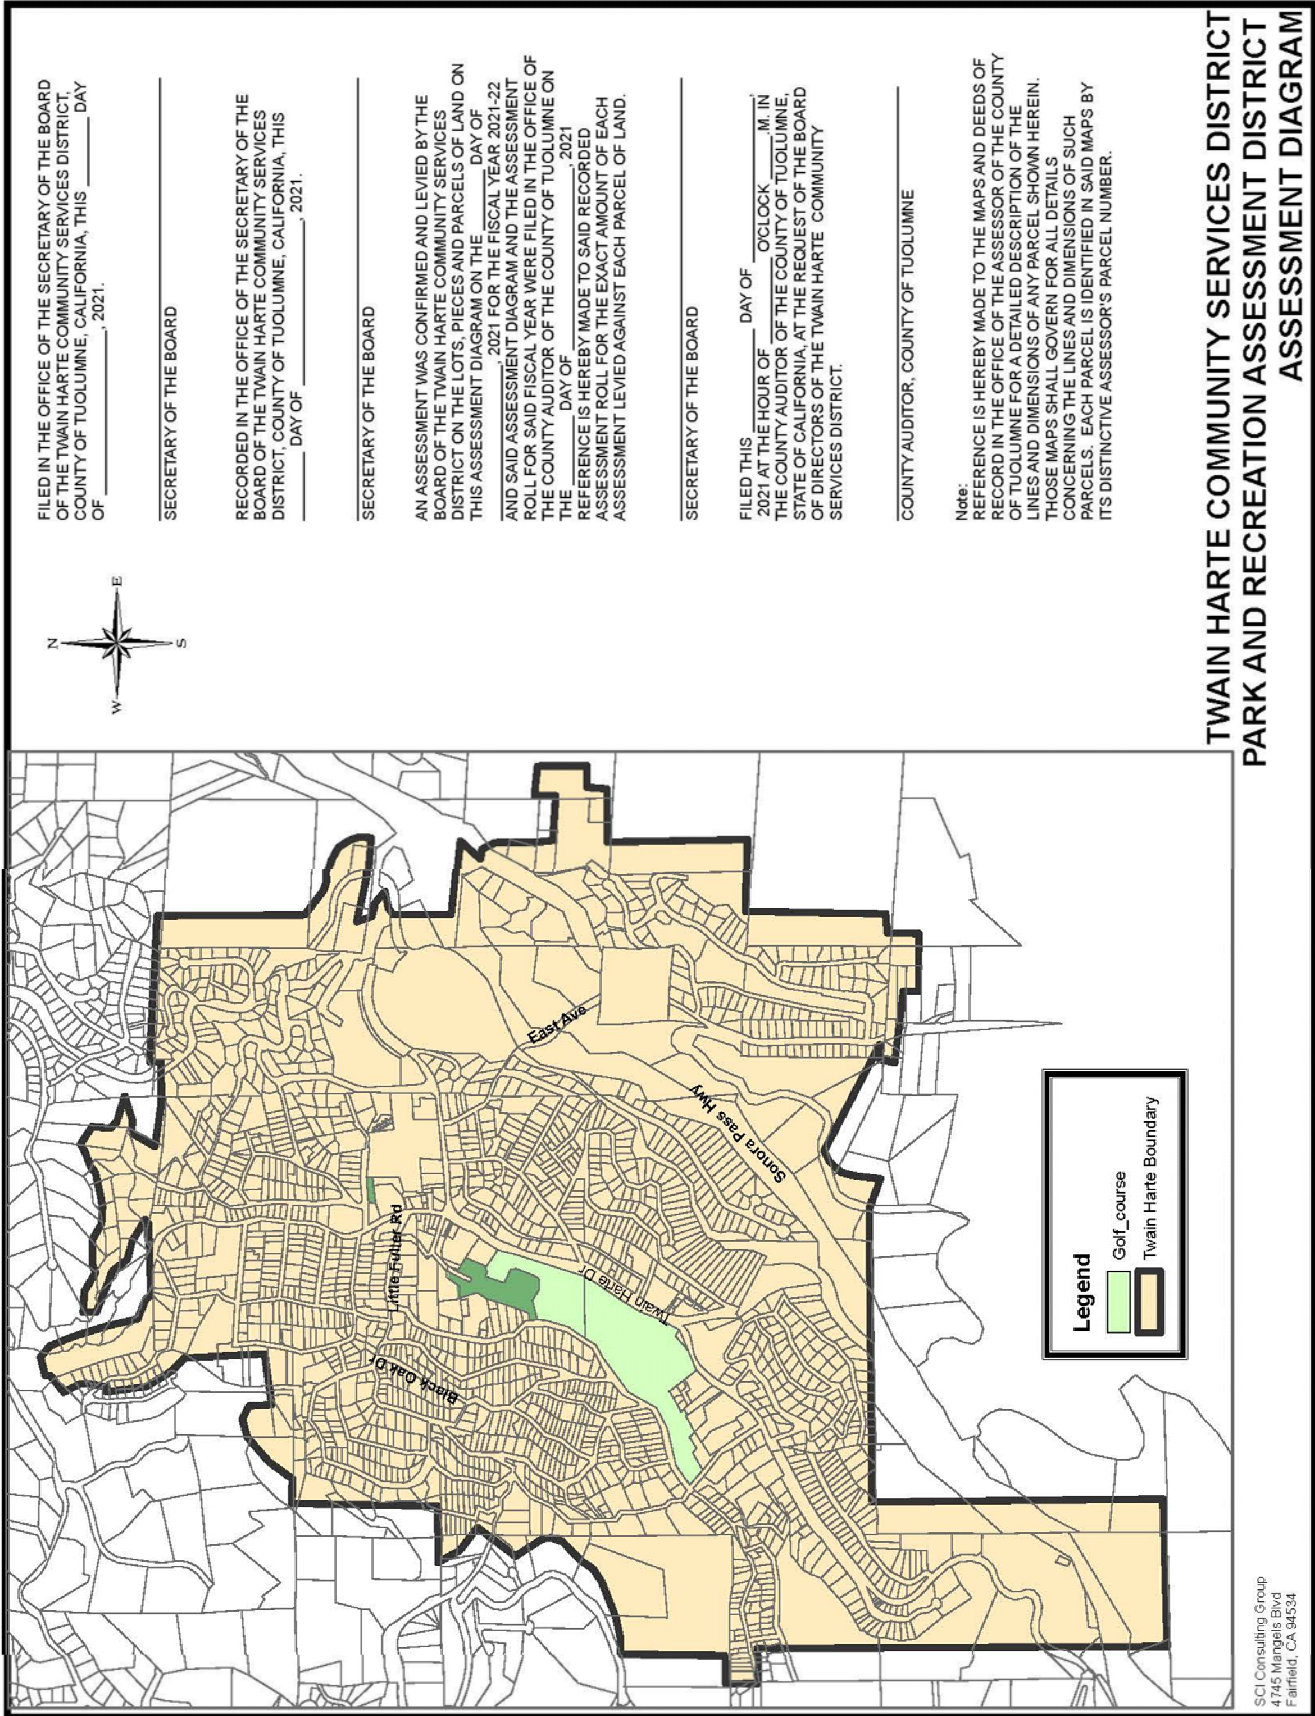 FILED IN THE OFFICE OF THE SECRETARY OF THE BOARD
OF THE TWAIN HARTE COMMUNITY SERVICES DISTRICT,
COUNTY OF TUOLUMNE, CALIFORNIA, THIS ______ DAY
OF ________, 2021.
SECRETARY OF THE BOARD
RECORDED IN THE OFFICE OF THE SECRETARY OF THE
BOARD OF THE TWAIN HARTE COMMUNITY SERVICES
DISTRICT, COUNTY OF TUOLUMNE, CALIFORNIA, THIS
______ DAY OF ____________, 2021.
SECRETARY OF THE BOARD
AN ASSESSMENT WAS CONFIRMED AND LEVIED BY THE
BOARD OF THE TWAIN HARTE COMMUNITY SERVICES
DISTRICT ON THE LOTS, PIECES AND PARCELS OF LAND ON
THIS ASSESSMENT DIAGRAM ON THE ______ DAY OF
____________, 2021 FOR THE FISCAL YEAR 2021-22
AND SAID ASSESSMENT DIAGRAM AND THE ASSESSMENT
ROLL FOR SAID FISCAL YEAR WERE FILED IN THE OFFICE OF
THE COUNTY AUDITOR OF THE COUNTY OF TUOLUMNE ON
THE ______ DAY OF ____________, 2021
REFERENCE IS HEREBY MADE TO SAID RECORDED
ASSESSMENT ROLL FOR THE EXACT AMOUNT OF EACH
ASSESSMENT LEVIED AGAINST EACH PARCEL OF LAND.
SECRETARY OF THE BOARD
FILED THIS ________ DAY OF ____________,
2021 AT THE HOUR OF ______ O'CLOCK ____.M. IN
THE COUNTY AUDITOR OF THE COUNTY OF TUOLUMNE,
STATE OF CALIFORNIA, AT THE REQUEST OF THE BOARD
OF DIRECTORS OF THE TWAIN HARTE COMMUNITY
SERVICES DISTRICT.
COUNTY AUDITOR, COUNTY OF TUOLUMNE
Note:
REFERENCE IS HEREBY MADE TO THE MAPS AND DEEDS OF
RECORD IN THE OFFICE OF THE ASSESSOR OF THE COUNTY
OF TUOLUMNE FOR A DETAILED DESCRIPTION OF THE
LINES AND DIMENSIONS OF ANY PARCEL SHOWN HEREIN.
THOSE MAPS SHALL GOVERN FOR ALL DETAILS
CONCERNING THE LINES AND DIMENSIONS OF SUCH
PARCELS. EACH PARCEL IS IDENTIFIED IN SAID MAPS BY
ITS DISTINCTIVE ASSESSOR'S PARCEL NUMBER.
TWAIN HARTE COMMUNITY SERVICES DISTRICT
PARK AND RECREATION ASSESSMENT DISTRICT
ASSESSMENT DIAGRAM
N
W
E
S
East Ave
Sonora Pass Hwy
Little Fuller Rd
Twain Harte Dr
Black Oak Dr
Legend
Golf_course
Twain Harte Boundary
SCI Consulting Group
4745 Mangels Blvd
Fairfield, CA 94534